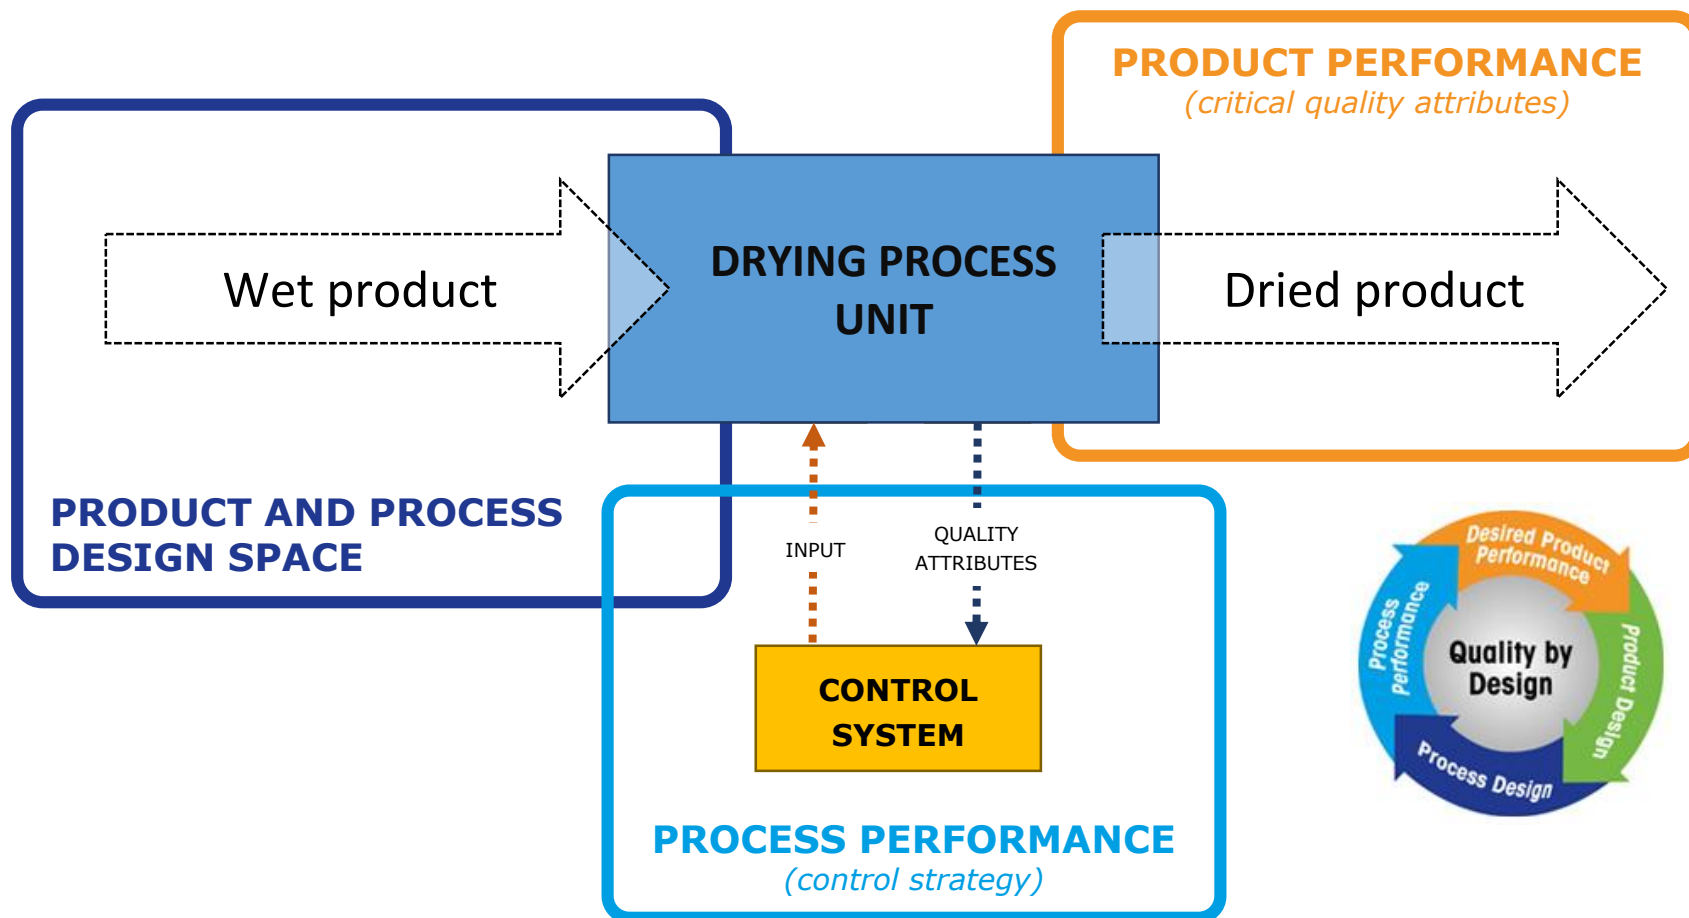 PRODUCT PERFORMANCE
(critical quality attributes)
Wet product
DRYING PROCESS
UNIT
Dried product
PRODUCT AND PROCESS
DESIGN SPACE
INPUT
QUALITY
ATTRIBUTES
CONTROL
SYSTEM
PROCESS PERFORMANCE
(control strategy)
Desired Product
Performance
Product Design
Process Design
Process
Performance
Quality by
Design